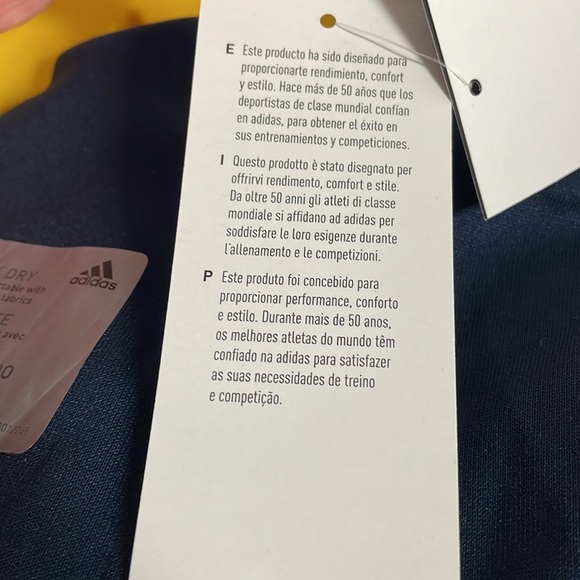 E Este producto ha sido diseñado para
proporcionarte rendimiento, confort
y estilo. Hace más de 50 años que los
deportistas de clase mundial confían
en adidas, para obtener el éxito en
sus entrenamientos y competiciones.
I Questo prodotto è stato disegnato per
offrirvi rendimento, comfort e stile.
Da oltre 50 anni gli atleti di classe
mondiale si affidano ad adidas per
soddisfare le loro esigenze durante
l'allenamento e le competizioni.
P Este produto foi concebido para
proporcionar performance, conforto
e estilo. Durante mais de 50 anos,
os melhores atletas do mundo têm
confiado na adidas para satisfazer
as suas necessidades de treino
e competição.
DRY
with
fabrics
avec
adidas